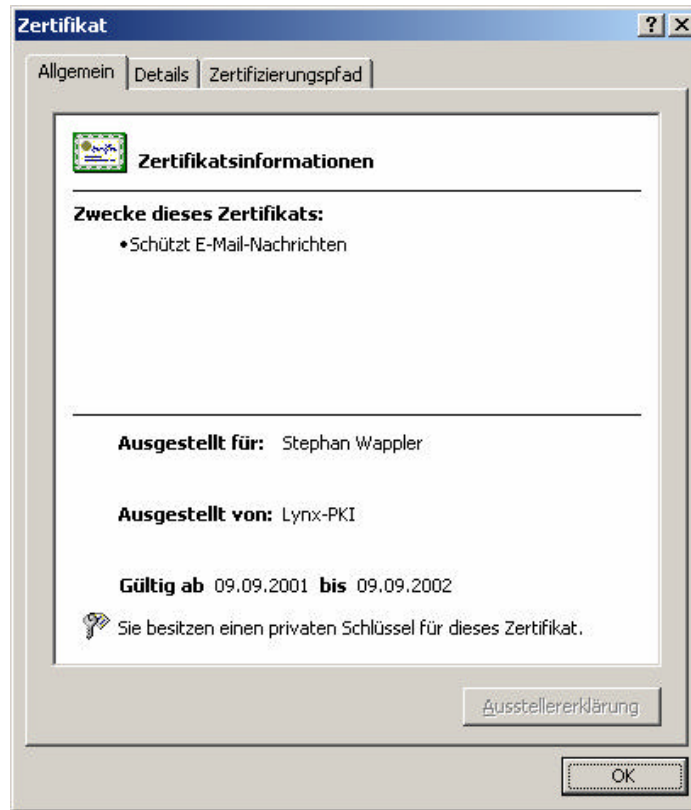 Zertifikat
Allgemein Details Zertifizierungspfad
Zertifikatsinformationen
Zwecke dieses Zertifikats:
•Schützt E-Mail-Nachrichten
Ausgestellt für: Stephan Wappler
Ausgestellt von: Lynx-PKI
Gültig ab 09.09.2001 bis 09.09.2002
Sie besitzen einen privaten Schlüssel für dieses Zertifikat.
Ausstellererklärung
OK